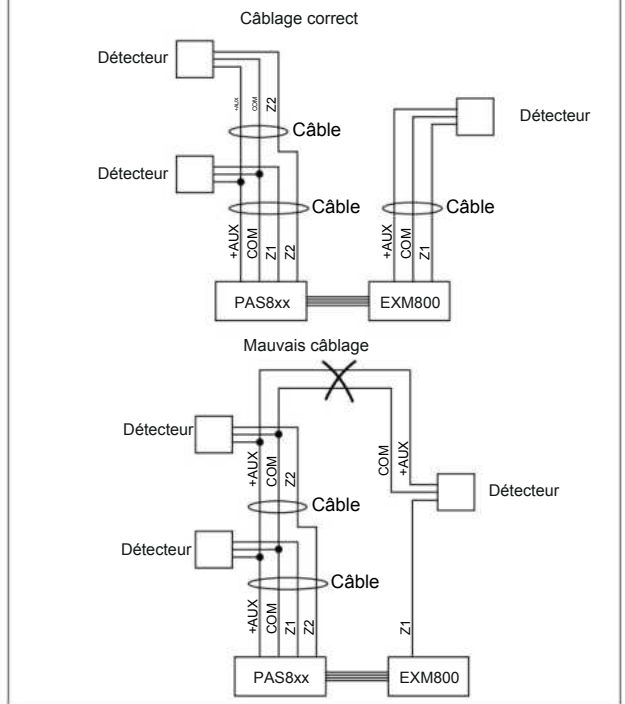 Câblage correct
Détecteur
+AUX
COM
Z2
Détecteur
Câble
Détecteur
Câble
Câble
+AUX
COM
Z1
Z2
+AUX
COM
Z1
PAS8xx
EXM800
Mauvais câblage
Détecteur
+AUX
COM
Z2
COM
+AUX
Détecteur
Câble
Détecteur
Câble
+AUX
COM
Z1
Z2
Z1
PAS8xx
EXM800